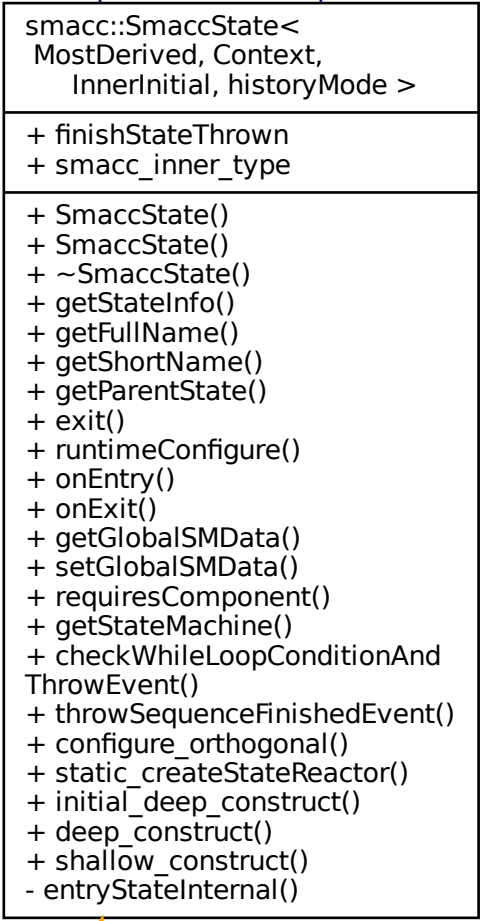 smacc::SmaccState<
MostDerived, Context,
InnerInitial, historyMode >
+ finishStateThrown
+ smacc_inner_type
+ SmaccState()
+ SmaccState()
+ ~SmaccState()
+ getStateInfo()
+ getFullName()
+ getShortName()
+ getParentState()
+ exit()
+ runtimeConfigure()
+ onEntry()
+ onExit()
+ getGlobalSMData()
+ setGlobalSMData()
+ requiresComponent()
+ getStateMachine()
+ checkWhileLoopConditionAnd
ThrowEvent()
+ throwSequenceFinishedEvent()
+ configure_orthogonal()
+ static_createStateReactor()
+ initial_deep_construct()
+ deep_construct()
+ shallow_construct()
- entryStateInternal()